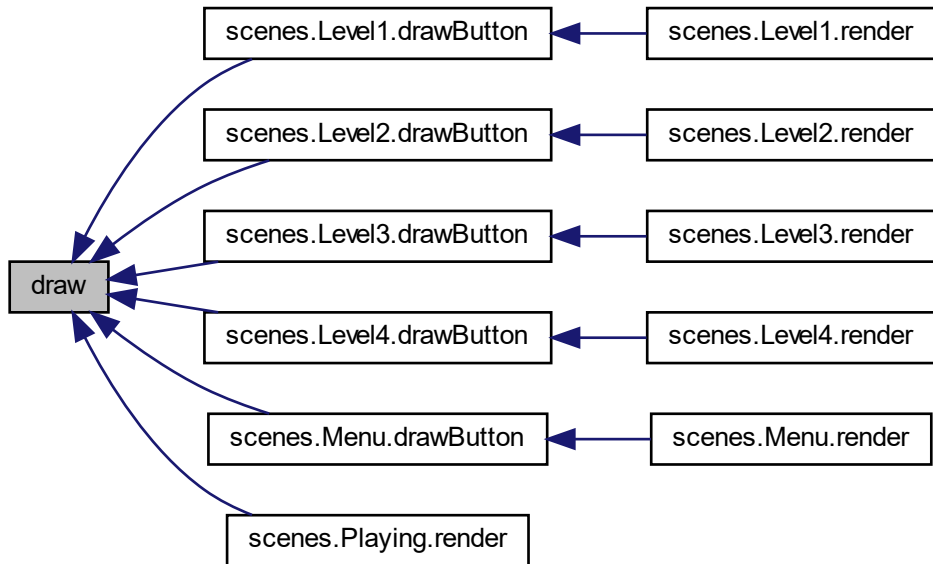 scenes.Level1.drawButton
scenes.Level1.render
scenes.Level2.drawButton
scenes.Level2.render
scenes.Level3.drawButton
scenes.Level3.render
draw
scenes.Level4.drawButton
scenes.Level4.render
scenes.Menu.drawButton
scenes.Menu.render
scenes.Playing.render